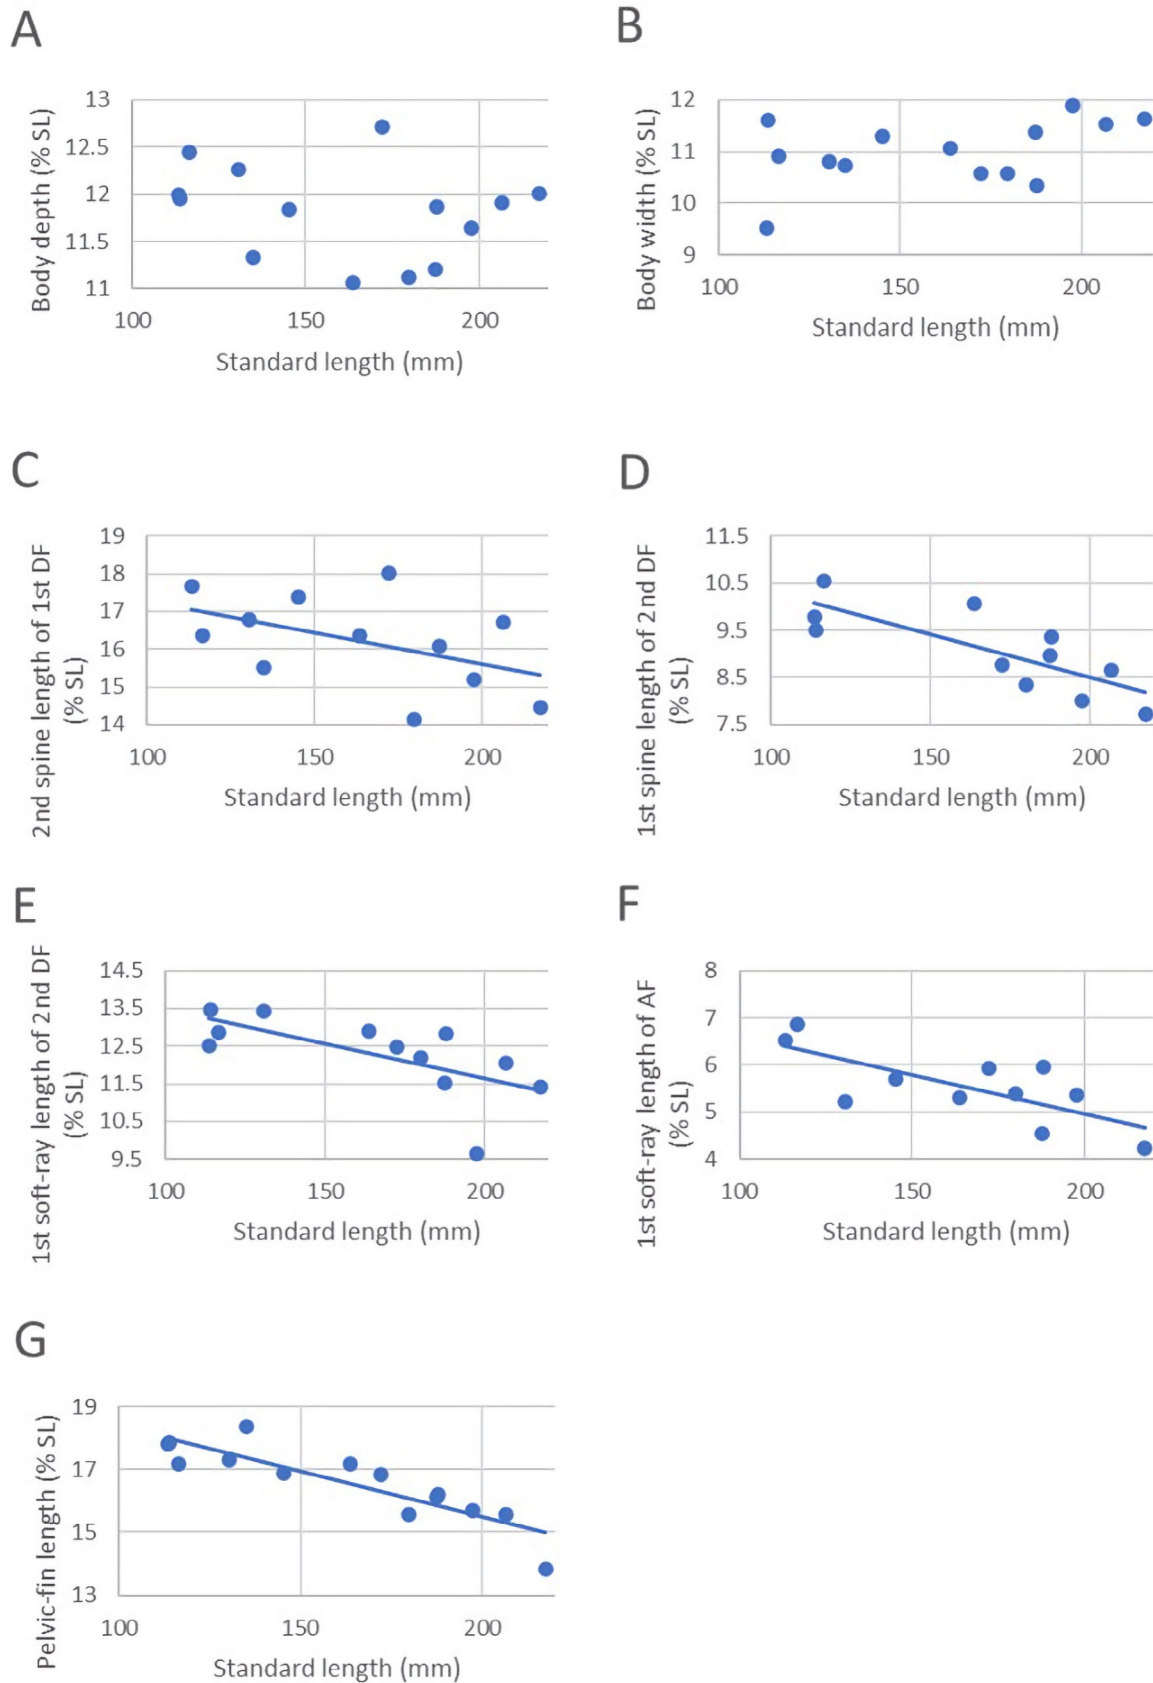 A
Body depth (% SL)
13
12.5
12
11.5
11
100 150 200
Standard length (mm)
B
Body width (% SL)
12
11
10
9
100 150 200
Standard length (mm)
C
2nd spine length of 1st DF
(% SL)
19
18
17
16
15
14
100 150 200
Standard length (mm)
D
1st spine length of 2nd DF
(% SL)
11.5
10.5
9.5
8.5
7.5
100 150 200
Standard length (mm)
E
1st soft-ray length of 2nd DF
(% SL)
14.5
13.5
12.5
11.5
10.5
9.5
100 150 200
Standard length (mm)
F
1st soft-ray length of AF
(% SL)
8
7
6
5
4
100 150 200
Standard length (mm)
G
Pelvic-fin length (% SL)
19
17
15
13
100 150 200
Standard length (mm)